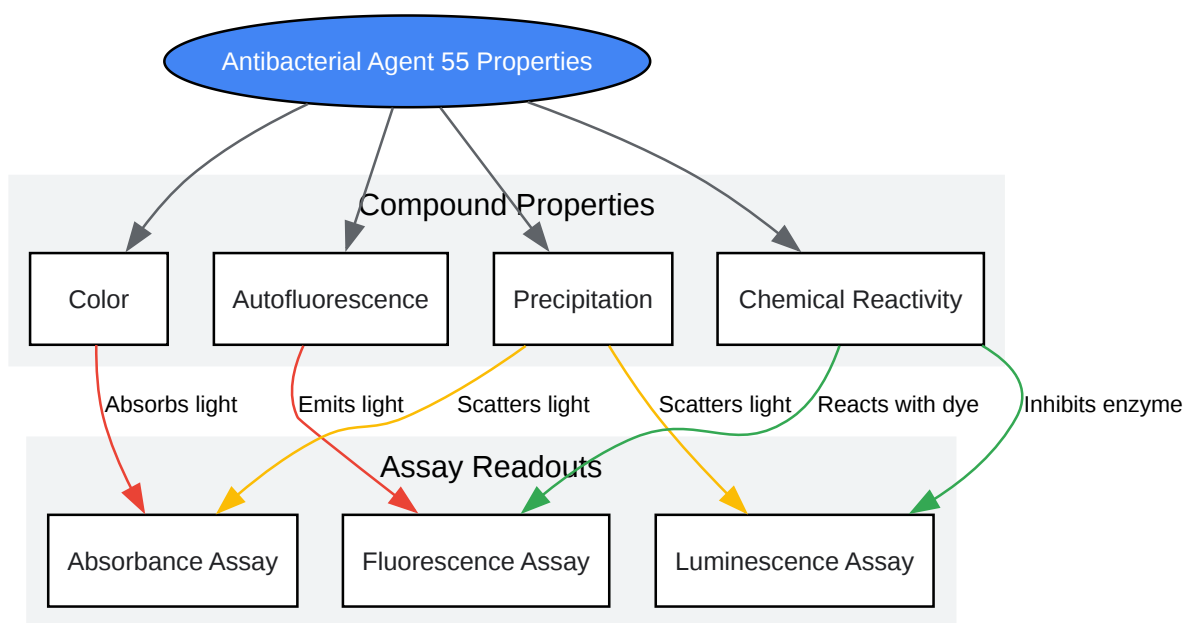 Antibacterial Agent 55 Properties
Compound Properties
Color
Autofluorescence
Precipitation
Chemical Reactivity
Absorbs light
Emits light
Scatters light
Scatters light
Reacts with dye
Inhibits enzyme
Assay Readouts
Absorbance Assay
Fluorescence Assay
Luminescence Assay